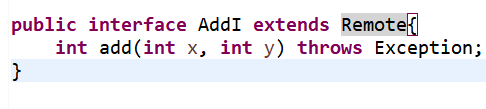 public interface AddI extends Remote{
    int add(int x, int y) throws Exception;
}